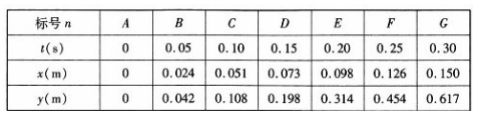 标号 n A B C D E F G
t(s) 0 0.05 0.10 0.15 0.20 0.25 0.30
x(m) 0 0.024 0.051 0.073 0.098 0.126 0.150
y(m) 0 0.042 0.108 0.198 0.314 0.454 0.617